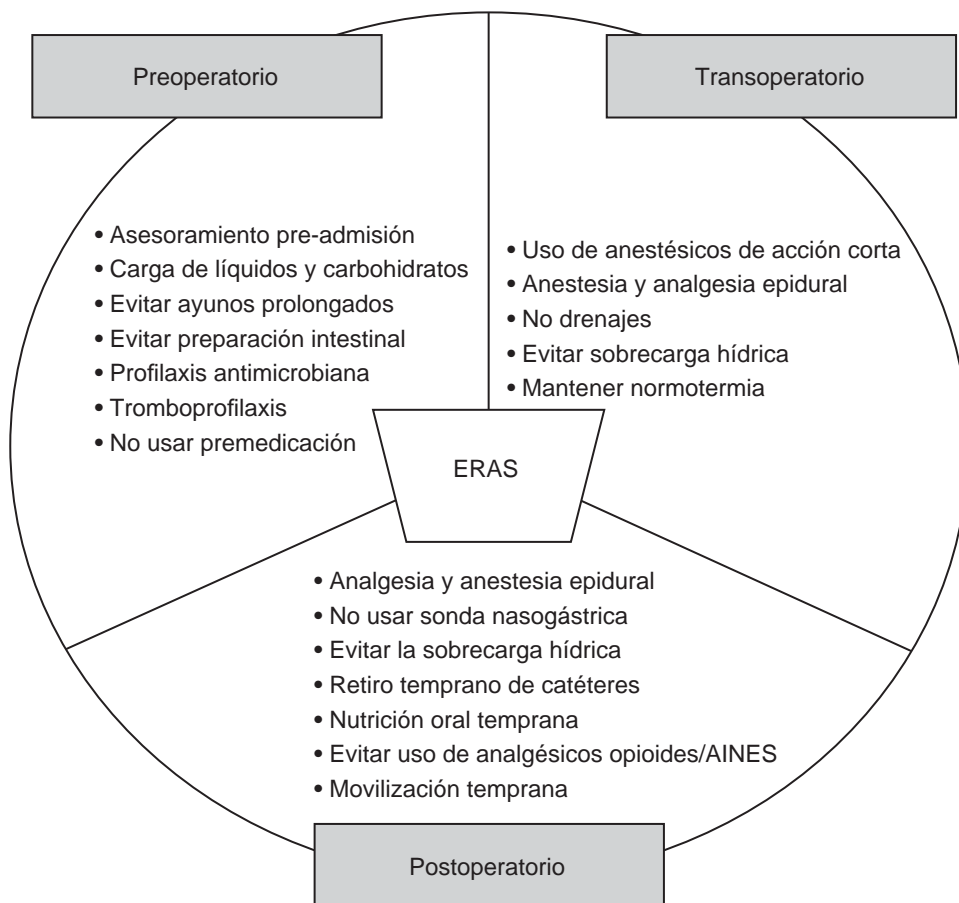 Preoperatorio
• Asesoramiento pre-admisión
• Carga de líquidos y carbohidratos
• Evitar ayunos prolongados
• Evitar preparación intestinal
• Profilaxis antimicrobiana
• Tromboprofilaxis
• No usar premedicación
Transoperatorio
• Uso de anestésicos de acción corta
• Anestesia y analgesia epidural
• No drenajes
• Evitar sobrecarga hídrica
• Mantener normotermia
ERAS
• Analgesia y anestesia epidural
• No usar sonda nasogástrica
• Evitar la sobrecarga hídrica
• Retiro temprano de catéteres
• Nutrición oral temprana
• Evitar uso de analgésicos opioides/AINES
• Movilización temprana
Postoperatorio